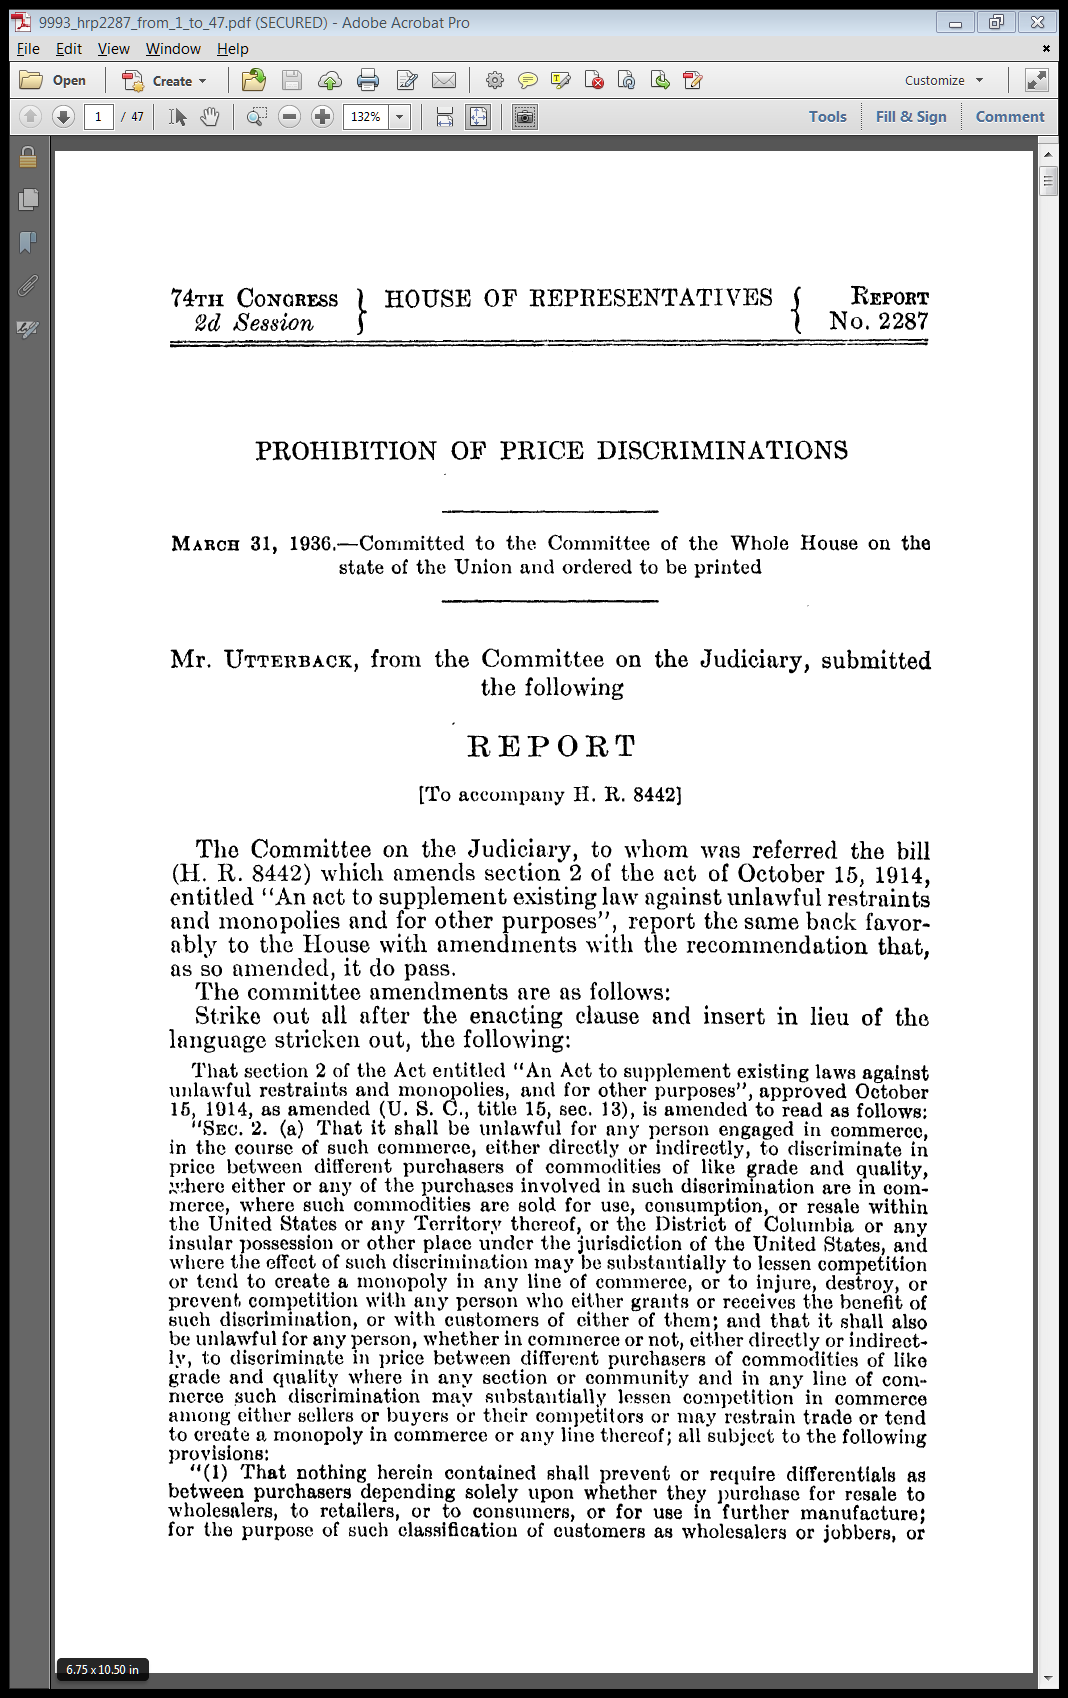 9993_hrp2287_from_1_to_47.pdf (SECURED) - Adobe Acrobat Pro
File Edit View Window Help
Open Create Customize
1 / 47 132% Tools Fill & Sign Comment
74TH CONGRESS } HOUSE OF REPRESENTATIVES { REPORT
2d Session No. 2287
PROHIBITION OF PRICE DISCRIMINATIONS
MARCH 31, 1936.—Committed to the Committee of the Whole House on the
state of the Union and ordered to be printed
Mr. UTTERBACK, from the Committee on the Judiciary, submitted
the following
REPORT
[To accompany H. R. 8442]
The Committee on the Judiciary, to whom was referred the bill
(H. R. 8442) which amends section 2 of the act of October 15, 1914,
entitled "An act to supplement existing law against unlawful restraints
and monopolies and for other purposes", report the same back favor-
ably to the House with amendments with the recommendation that,
as so amended, it do pass.
The committee amendments are as follows:
Strike out all after the enacting clause and insert in lieu of the
language stricken out, the following:
That section 2 of the Act entitled "An Act to supplement existing laws against
unlawful restraints and monopolies, and for other purposes", approved October
15, 1914, as amended (U. S. C., title 15, sec. 13), is amended to read as follows:
"SEC. 2. (a) That it shall be unlawful for any person engaged in commerce,
in the course of such commerce, either directly or indirectly, to discriminate in
price between different purchasers of commodities of like grade and quality,
where either or any of the purchases involved in such discrimination are in com-
merce, where such commodities are sold for use, consumption, or resale within
the United States or any Territory thereof, or the District of Columbia or any
insular possession or other place under the jurisdiction of the United States, and
where the effect of such discrimination may be substantially to lessen competition
or tend to create a monopoly in any line of commerce, or to injure, destroy, or
prevent competition with any person who either grants or receives the benefit of
such discrimination, or with customers of either of them; and that it shall also
be unlawful for any person, whether in commerce or not, either directly or indirect-
ly, to discriminate in price between different purchasers of commodities of like
grade and quality where in any section or community and in any line of com-
merce such discrimination may substantially lessen competition in commerce
among either sellers or buyers or their competitors or may restrain trade or tend
to create a monopoly in commerce or any line thereof; all subject to the following
provisions:
"(1) That nothing herein contained shall prevent or require differentials as
between purchasers depending solely upon whether they purchase for resale to
wholesalers, to retailers, or to consumers, or for use in further manufacture;
for the purpose of such classification of customers as wholesalers or jobbers, or
6.75 x 10.50 in